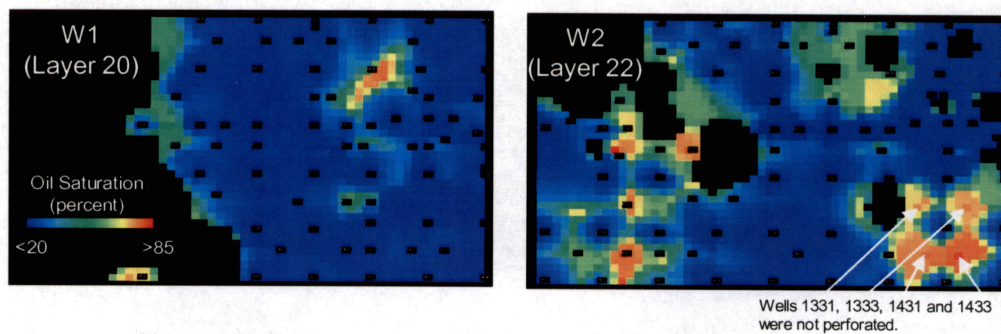 W1
(Layer 20)
Oil Saturation
(percent)
<20 >85
W2
(Layer 22)
Wells 1331, 1333, 1431 and 1433
were not perforated.